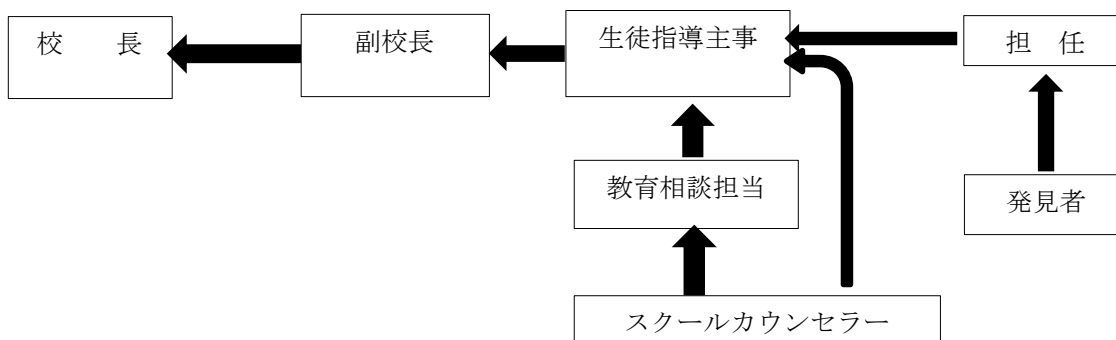 校　　長
副校長
生徒指導主事
担　任
教育相談担当
発見者
スクールカウンセラー